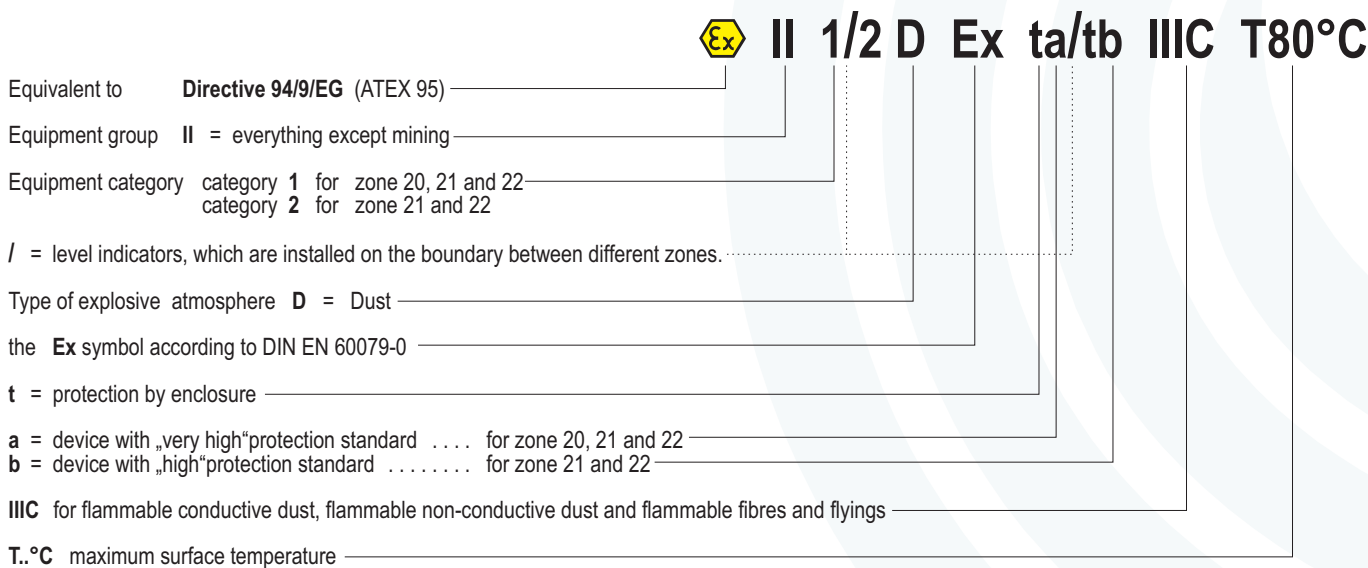 Ex II 1/2 D Ex ta/tb IIIC T80°C
Equivalent to Directive 94/9/EG (ATEX 95)
Equipment group II = everything except mining
Equipment category category 1 for zone 20, 21 and 22
category 2 for zone 21 and 22
/ = level indicators, which are installed on the boundary between different zones.
Type of explosive atmosphere D = Dust
the Ex symbol according to DIN EN 60079-0
t = protection by enclosure
a = device with „very high“protection standard . . . . for zone 20, 21 and 22
b = device with „high“protection standard . . . . . . . . for zone 21 and 22
IIIC for flammable conductive dust, flammable non-conductive dust and flammable fibres and flyings
T..°C maximum surface temperature